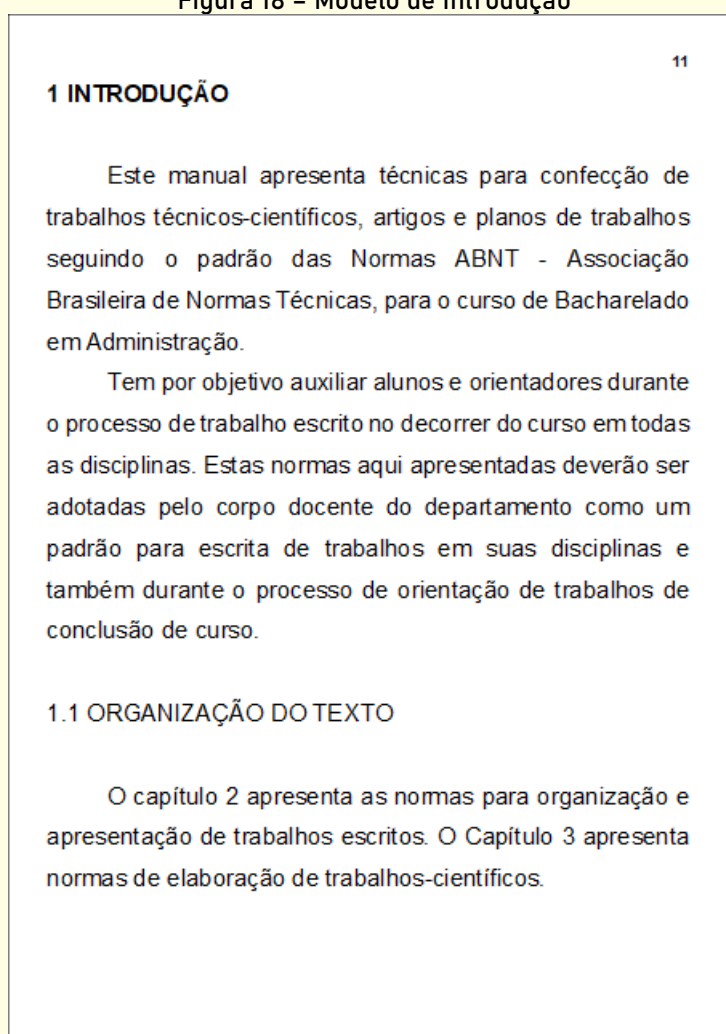 Figura 18 – Modelo de Introdução
11
1 INTRODUÇÃO
Este manual apresenta técnicas para confecção de
trabalhos técnicos-científicos, artigos e planos de trabalhos
seguindo o padrão das Normas ABNT - Associação
Brasileira de Normas Técnicas, para o curso de Bacharelado
em Administração.
Tem por objetivo auxiliar alunos e orientadores durante
o processo de trabalho escrito no decorrer do curso em todas
as disciplinas. Estas normas aqui apresentadas deverão ser
adotadas pelo corpo docente do departamento como um
padrão para escrita de trabalhos em suas disciplinas e
também durante o processo de orientação de trabalhos de
conclusão de curso.
1.1 ORGANIZAÇÃO DO TEXTO
O capítulo 2 apresenta as normas para organização e
apresentação de trabalhos escritos. O Capítulo 3 apresenta
normas de elaboração de trabalhos-científicos.